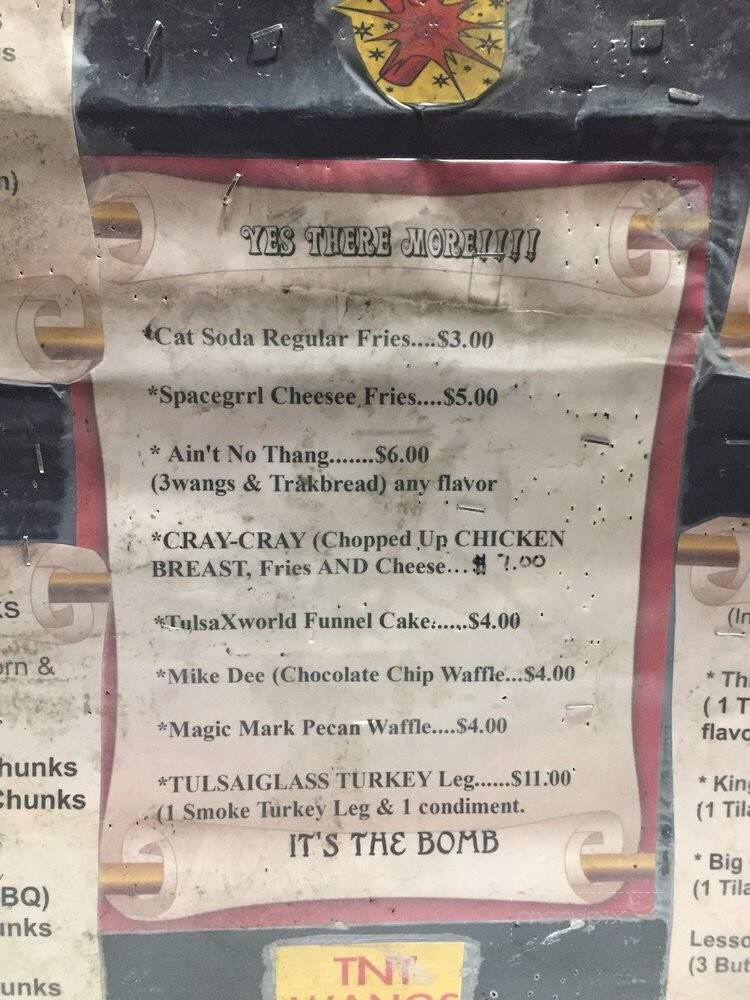 YES THERE MORE!!!!
*Cat Soda Regular Fries....$3.00
*Spacegrrl Cheesee Fries....$5.00
* Ain't No Thang.......$6.00
(3wangs & Trakbread) any flavor
*CRAY-CRAY (Chopped Up CHICKEN
BREAST, Fries AND Cheese...$ 7.00
*TulsaXworld Funnel Cake......$4.00
*Mike Dee (Chocolate Chip Waffle...$4.00
*Magic Mark Pecan Waffle....$4.00
*TULSAIGLASS TURKEY Leg......$11.00
(1 Smoke Turkey Leg & 1 condiment.
IT'S THE BOMB
TNT
WANGS
orn &
hunks
Chunks
BQ)
unks
unks
(In
* Thi
(1 T
flavo
* King
(1 Tila
* Big
(1 Tila
Lesso
(3 But